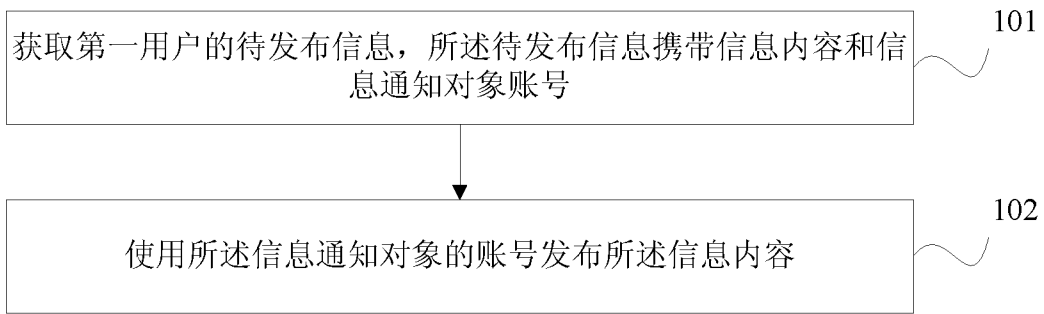 101
获取第一用户的待发布信息，所述待发布信息携带信息内容和信
息通知对象账号
102
使用所述信息通知对象的账号发布所述信息内容